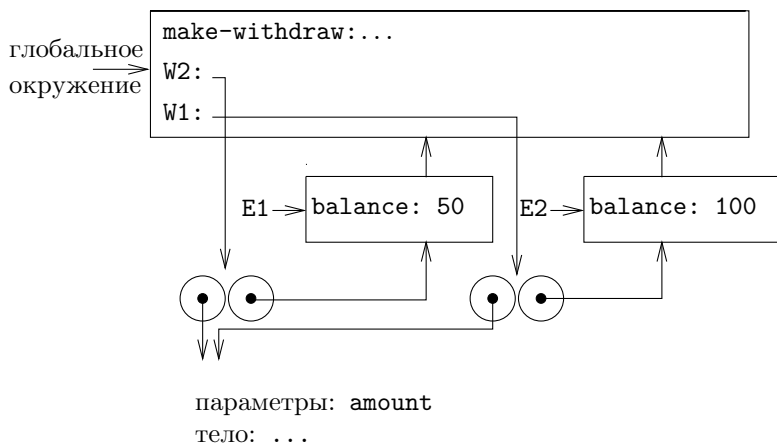 make-withdraw:...
глобальное
окружение
W2:
W1:
E1
balance: 50
E2
balance: 100
параметры: amount
тело: ...